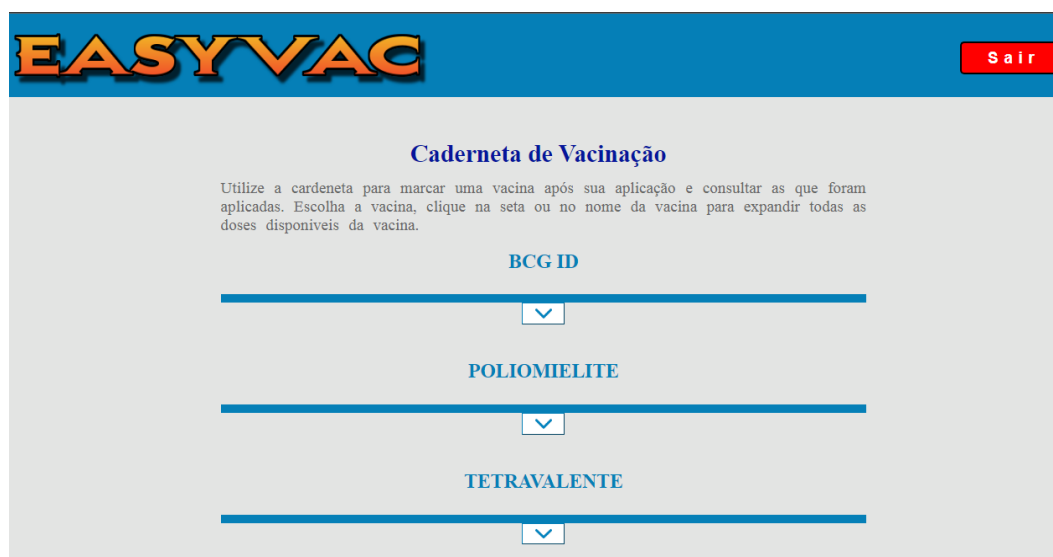 EASYVAC
Sair
Caderneta de Vacinação
Utilize a cardeneta para marcar uma vacina após sua aplicação e consultar as que foram
aplicadas. Escolha a vacina, clique na seta ou no nome da vacina para expandir todas as
doses disponiveis da vacina.
BCG ID
POLIOMIELITE
TETRAVALENTE